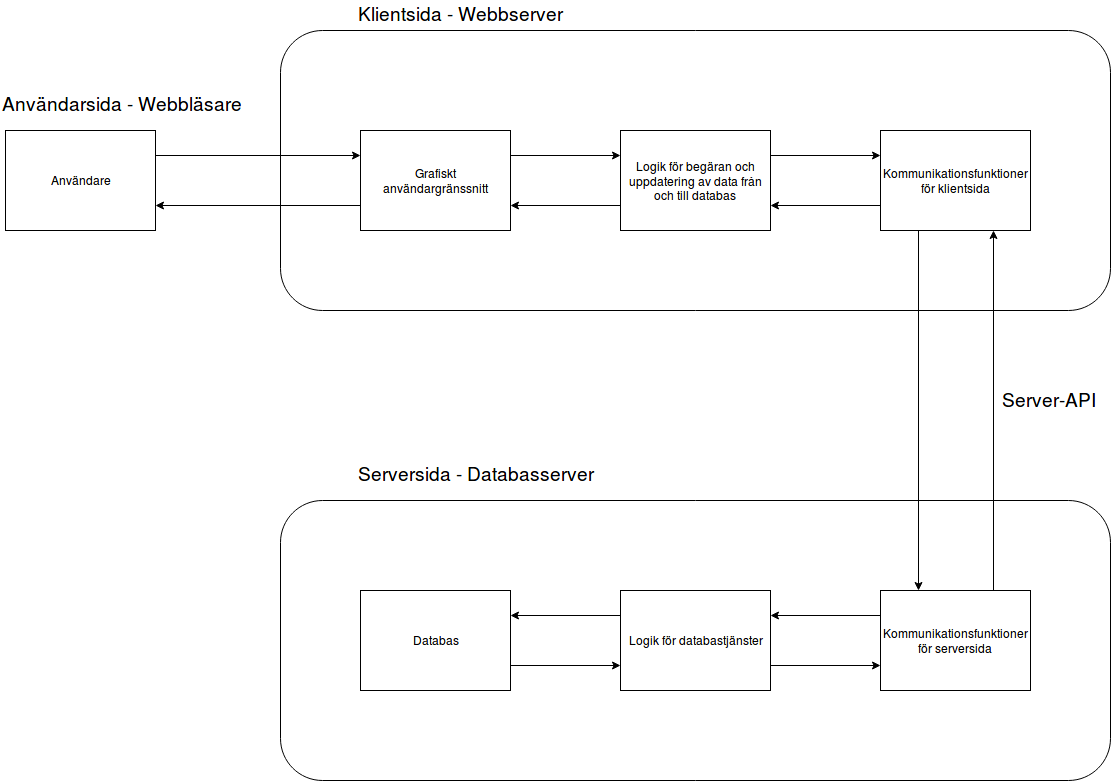 Klientsida - Webbserver
Användarsida - Webbläsare
Användare
Grafiskt
användargränssnitt
Logik för begäran och
uppdatering av data från
och till databas
Kommunikationsfunktioner
för klientsida
Server-API
Serversida - Databasserver
Databas
Logik för databastjänster
Kommunikationsfunktioner
för serversida